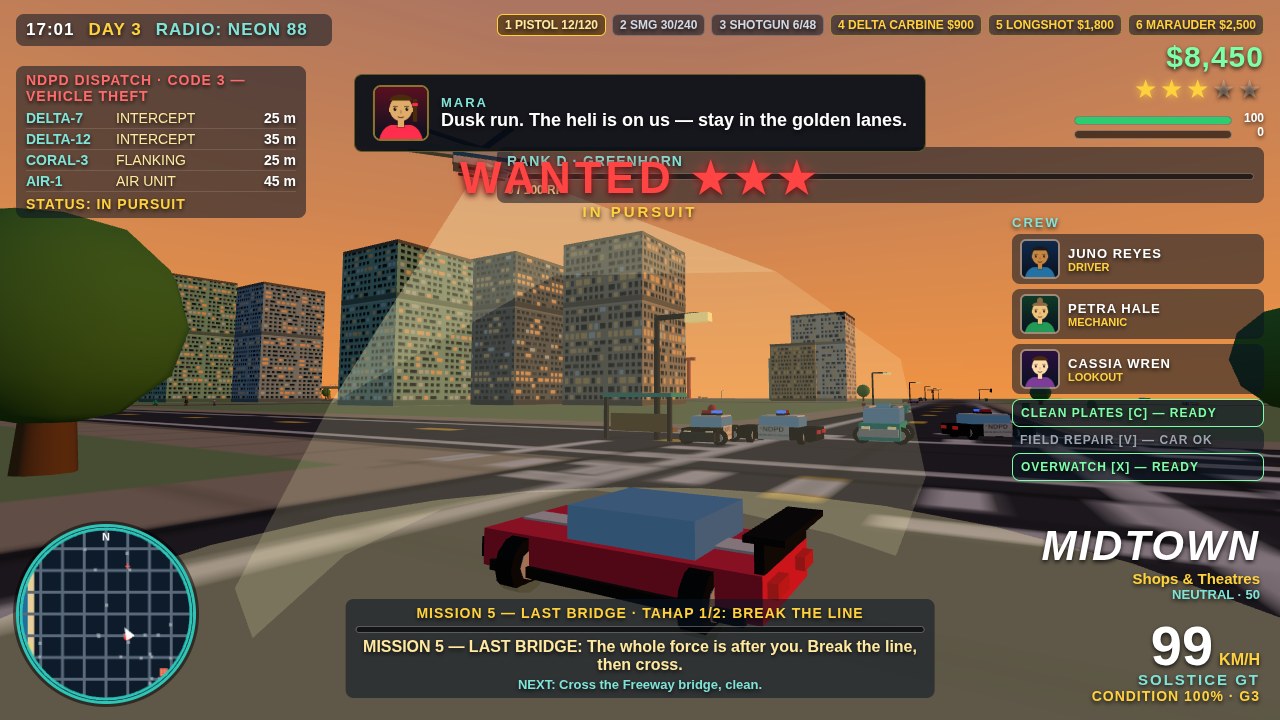 17:01 DAY 3 RADIO: NEON 88
1 PISTOL 12/120
2 SMG 30/240
3 SHOTGUN 6/48
4 DELTA CARBINE $900
5 LONGSHOT $1,800
6 MARAUDER $2,500
$8,450
100
0
NDPD DISPATCH · CODE 3 —
VEHICLE THEFT
DELTA-7 INTERCEPT 25 m
DELTA-12 INTERCEPT 35 m
CORAL-3 FLANKING 25 m
AIR-1 AIR UNIT 45 m
STATUS: IN PURSUIT
MARA
Dusk run. The heli is on us — stay in the golden lanes.
RANK D · GREENHORN
WANTED ★★★
IN PURSUIT
CREW
JUNO REYES
DRIVER
PETRA HALE
MECHANIC
CASSIA WREN
LOOKOUT
CLEAN PLATES [C] — READY
FIELD REPAIR [V] — CAR OK
OVERWATCH [X] — READY
NDPD
NDPD
N
MIDTOWN
Shops & Theatres
NEUTRAL · 50
99 KM/H
SOLSTICE GT
CONDITION 100% · G3
MISSION 5 — LAST BRIDGE · TAHAP 1/2: BREAK THE LINE
MISSION 5 — LAST BRIDGE: The whole force is after you. Break the line,
then cross.
NEXT: Cross the Freeway bridge, clean.